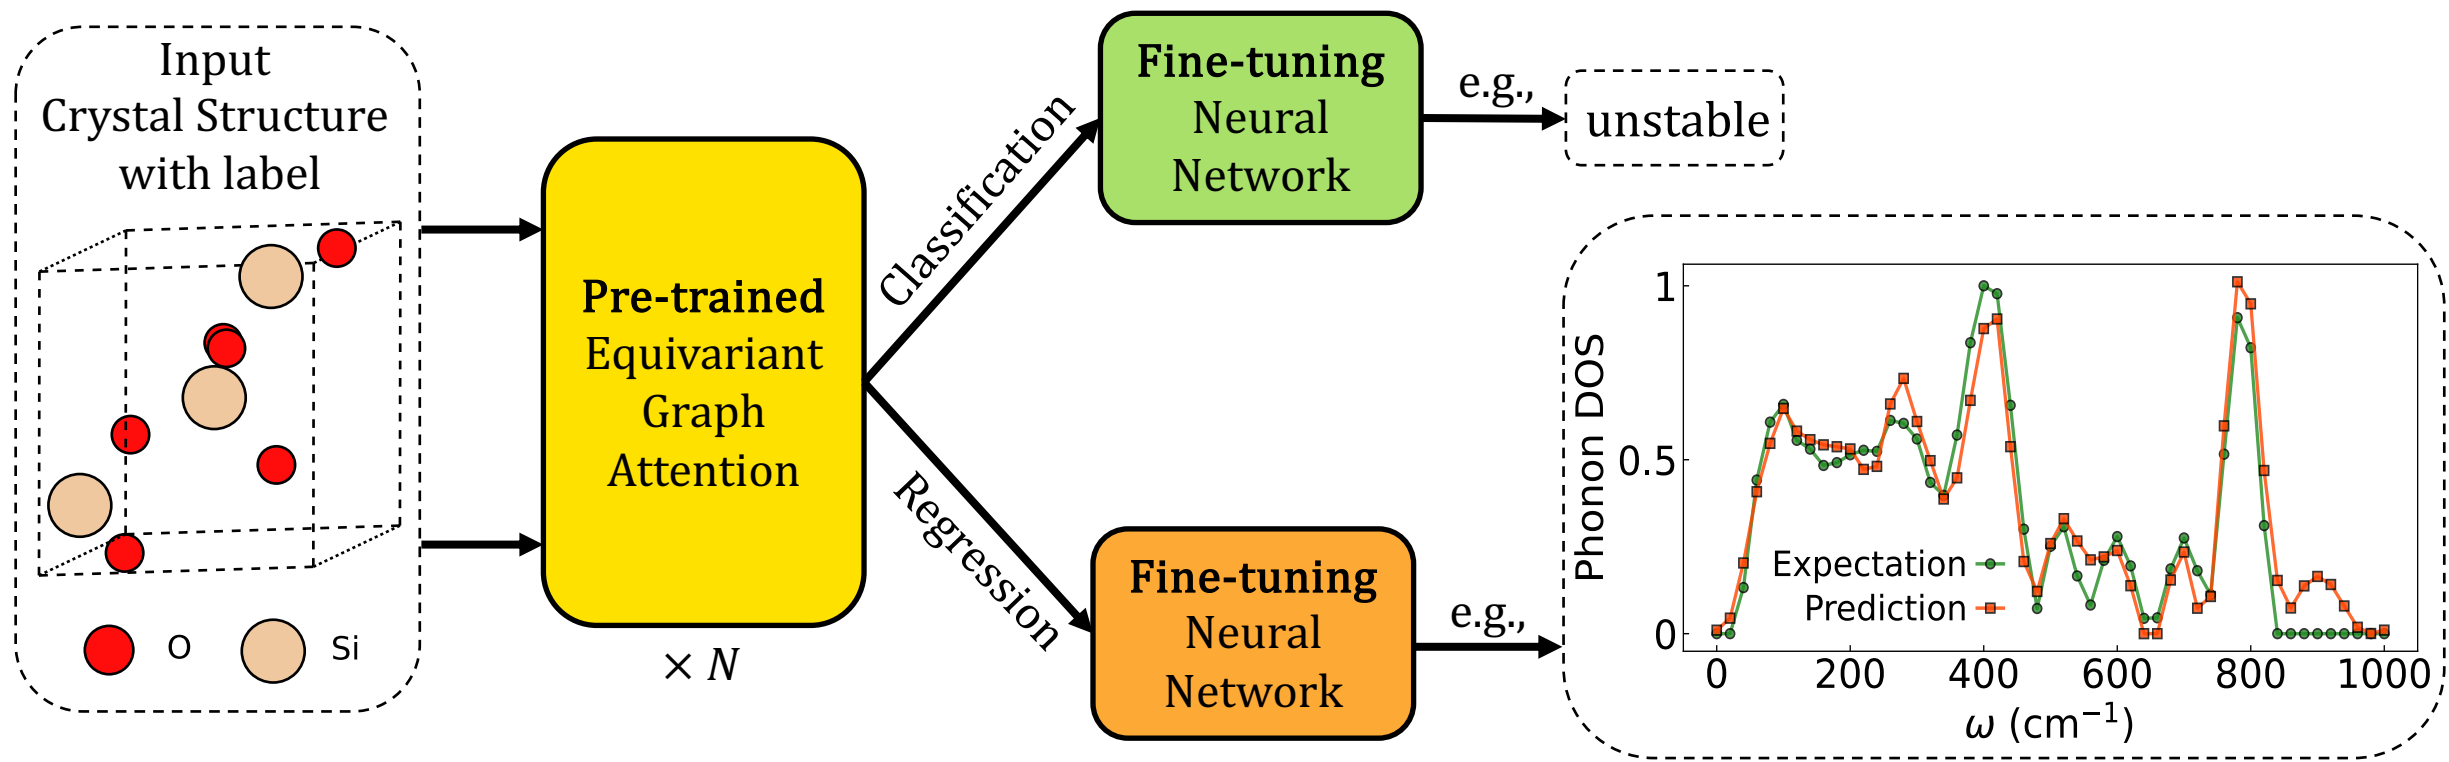 Input
Crystal Structure
with label
O
Si
Pre-trained
Equivariant
Graph
Attention
× N
Classification
Regression
Fine-tuning
Neural
Network
e.g.,
unstable
Fine-tuning
Neural
Network
e.g.,
Phonon DOS
1
0.5
0
Expectation
Prediction
0 200 400 600 800 1000
ω (cm⁻¹)